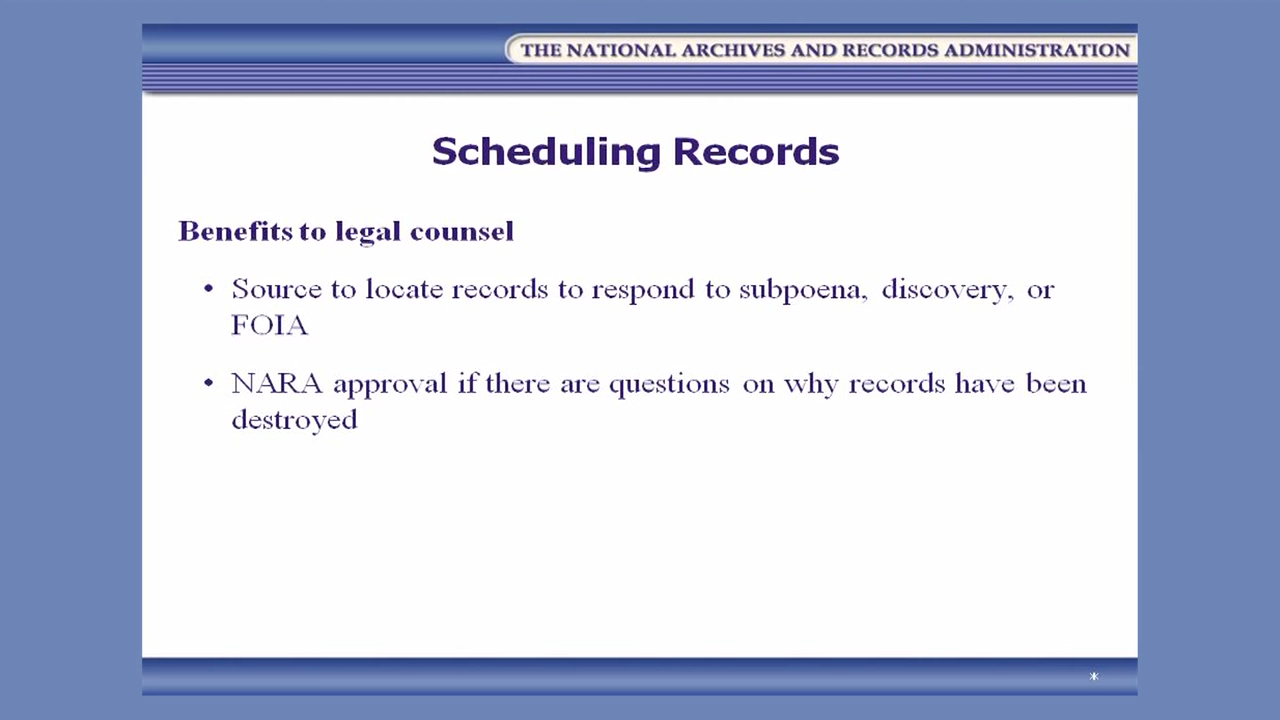 THE NATIONAL ARCHIVES AND RECORDS ADMINISTRATION
Scheduling Records
Benefits to legal counsel
• Source to locate records to respond to subpoena, discovery, or
FOIA
• NARA approval if there are questions on why records have been
destroyed
*